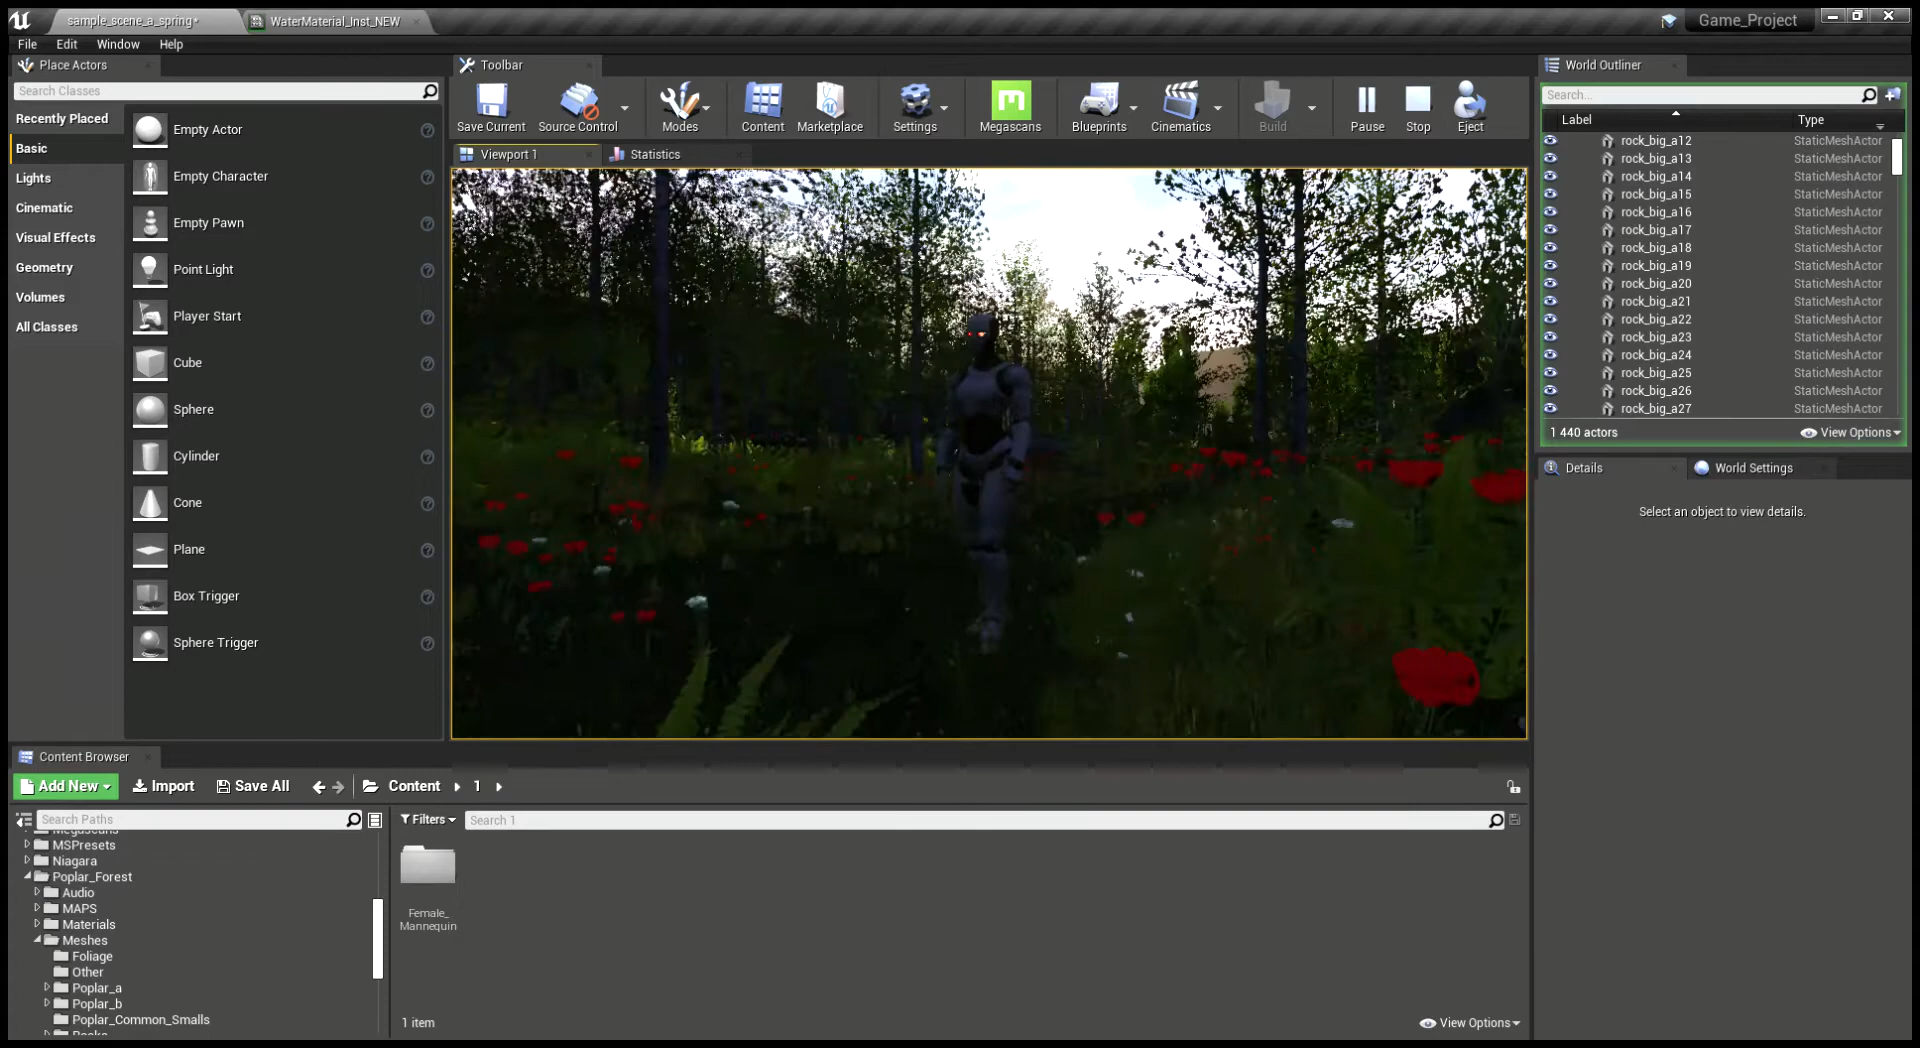 sample_scene_a_spring*
WaterMaterial_Inst_NEW
Game_Project
File Edit Window Help
Place Actors
Search Classes
Recently Placed
Basic
Lights
Cinematic
Visual Effects
Geometry
Volumes
All Classes
Empty Actor
Empty Character
Empty Pawn
Point Light
Player Start
Cube
Sphere
Cylinder
Cone
Plane
Box Trigger
Sphere Trigger
Toolbar
Save Current
Source Control
Modes
Content
Marketplace
Settings
Megascans
Blueprints
Cinematics
Build
Pause
Stop
Eject
Viewport 1
Statistics
World Outliner
Search...
Label Type
rock_big_a12 StaticMeshActor
rock_big_a13 StaticMeshActor
rock_big_a14 StaticMeshActor
rock_big_a15 StaticMeshActor
rock_big_a16 StaticMeshActor
rock_big_a17 StaticMeshActor
rock_big_a18 StaticMeshActor
rock_big_a19 StaticMeshActor
rock_big_a20 StaticMeshActor
rock_big_a21 StaticMeshActor
rock_big_a22 StaticMeshActor
rock_big_a23 StaticMeshActor
rock_big_a24 StaticMeshActor
rock_big_a25 StaticMeshActor
rock_big_a26 StaticMeshActor
rock_big_a27 StaticMeshActor
1 440 actors View Options
Details World Settings
Select an object to view details.
Content Browser
Add New Import Save All Content 1
Search Paths
Megascans
MSPresets
Niagara
Poplar_Forest
Audio
MAPS
Materials
Meshes
Foliage
Other
Poplar_a
Poplar_b
Poplar_Common_Smalls
Filters Search 1
Female_
Mannequin
1 item View Options